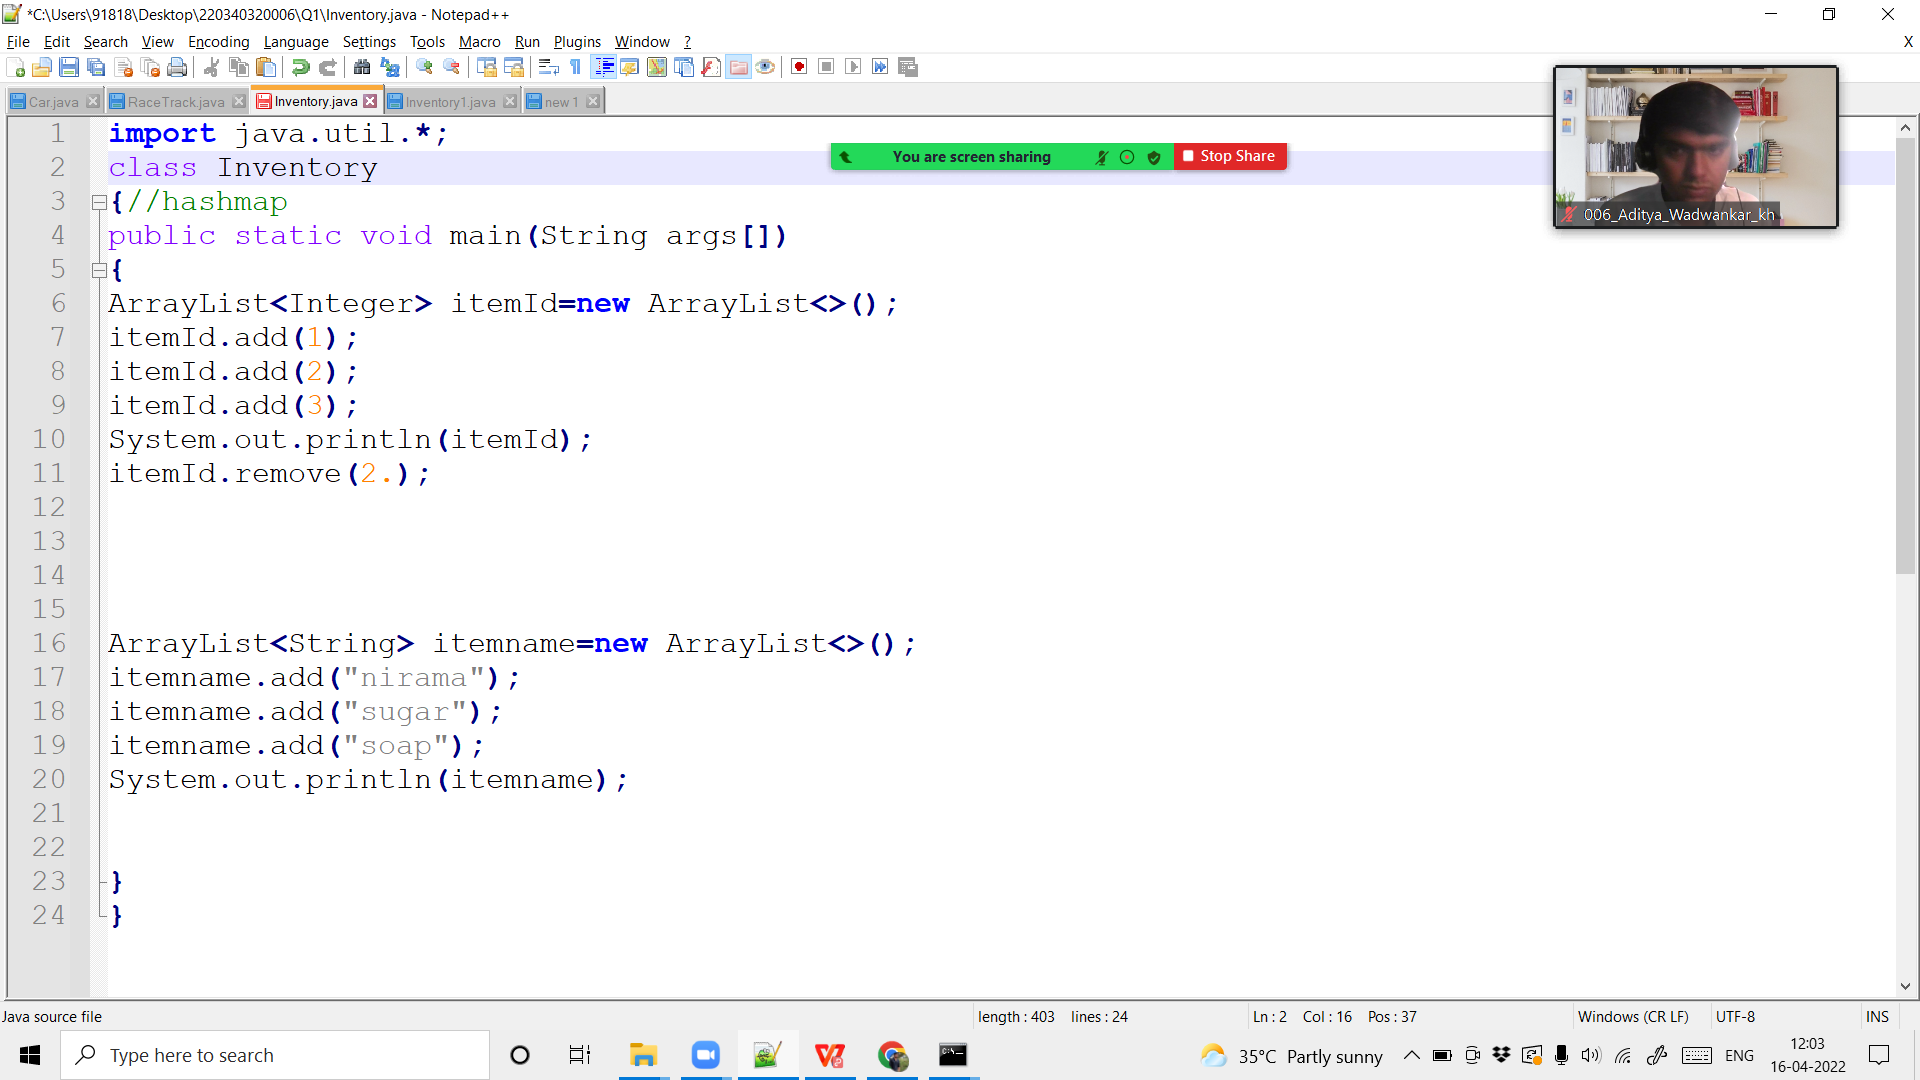 *C:\Users\91818\Desktop\220340320006\Q1\Inventory.java - Notepad++
File Edit Search View Encoding Language Settings Tools Macro Run Plugins Window ? X
Car.java RaceTrack.java Inventory.java Inventory1.java new 1
You are screen sharing Stop Share
006_Aditya_Wadwankar_kh
1 import java.util.*;
2 class Inventory
3 {//hashmap
4 public static void main(String args[])
5 {
6 ArrayList<Integer> itemId=new ArrayList<>();
7 itemId.add(1);
8 itemId.add(2);
9 itemId.add(3);
10 System.out.println(itemId);
11 itemId.remove(2.);
12
13
14
15
16 ArrayList<String> itemname=new ArrayList<>();
17 itemname.add("nirama");
18 itemname.add("sugar");
19 itemname.add("soap");
20 System.out.println(itemname);
21
22
23 }
24 }
Java source file length : 403 lines : 24 Ln : 2 Col : 16 Pos : 37 Windows (CR LF) UTF-8 INS
Type here to search 35°C Partly sunny ENG 12:03
16-04-2022